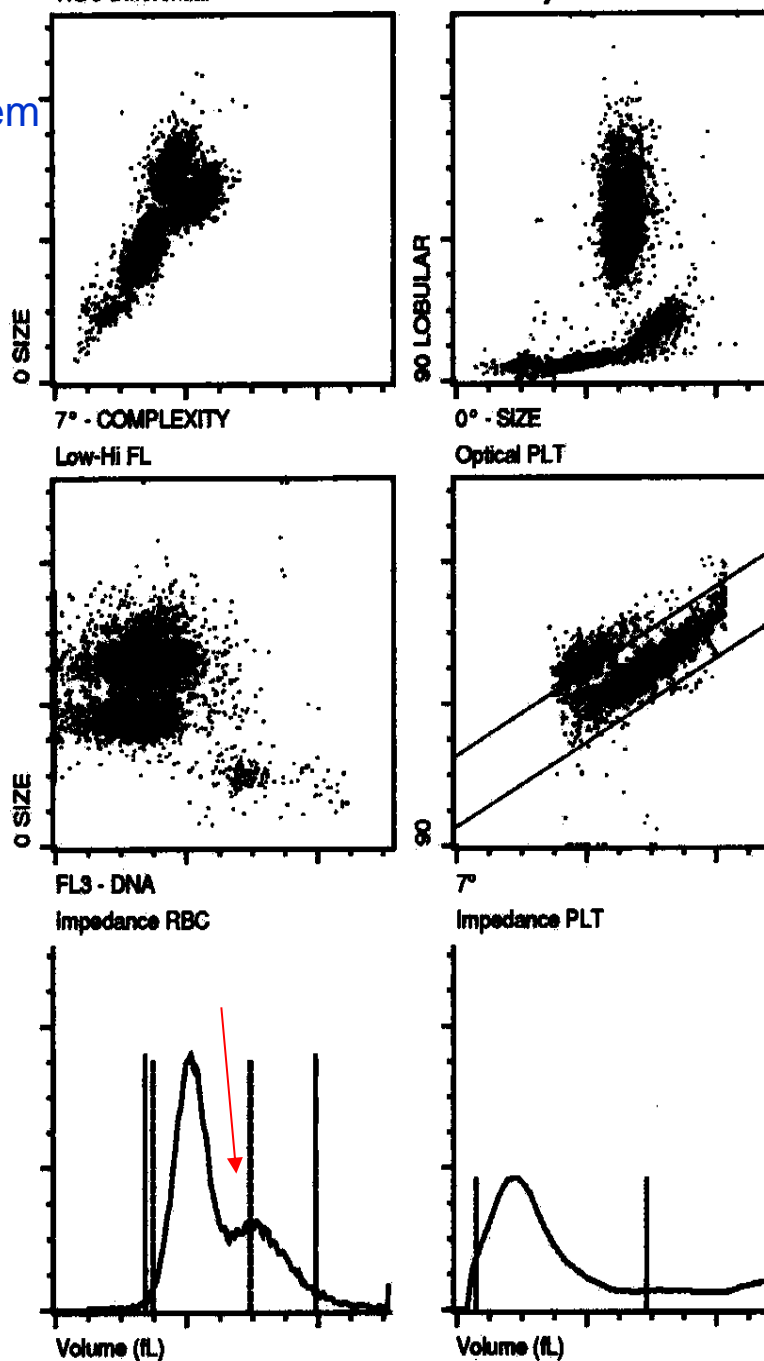 em
0 SIZE
90 LOBULAR
7° - COMPLEXITY
0° - SIZE
Low-Hi FL
Optical PLT
0 SIZE
90
FL3 - DNA
7°
Impedance RBC
Impedance PLT
Volume (fL)
Volume (fL)